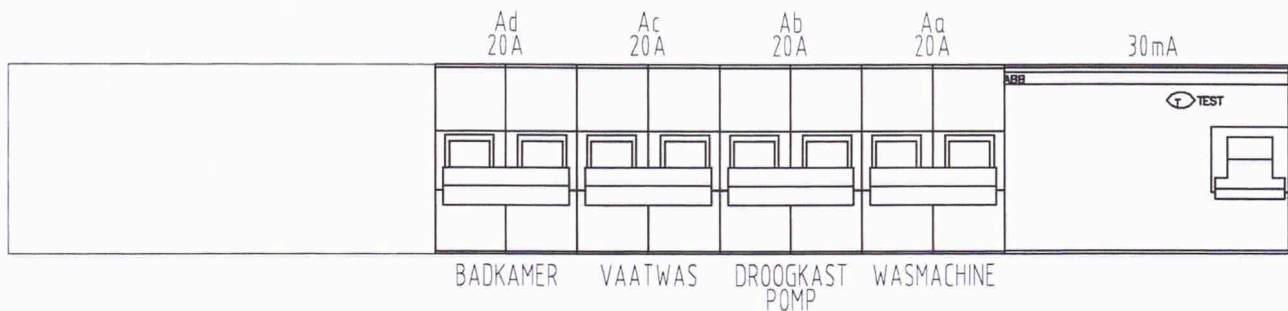 Ad Ac Ab Aa
20A 20A 20A 20A 30mA
ABB
T TEST
BADKAMER VAATWAS DROOGKAST WASMACHINE
POMP